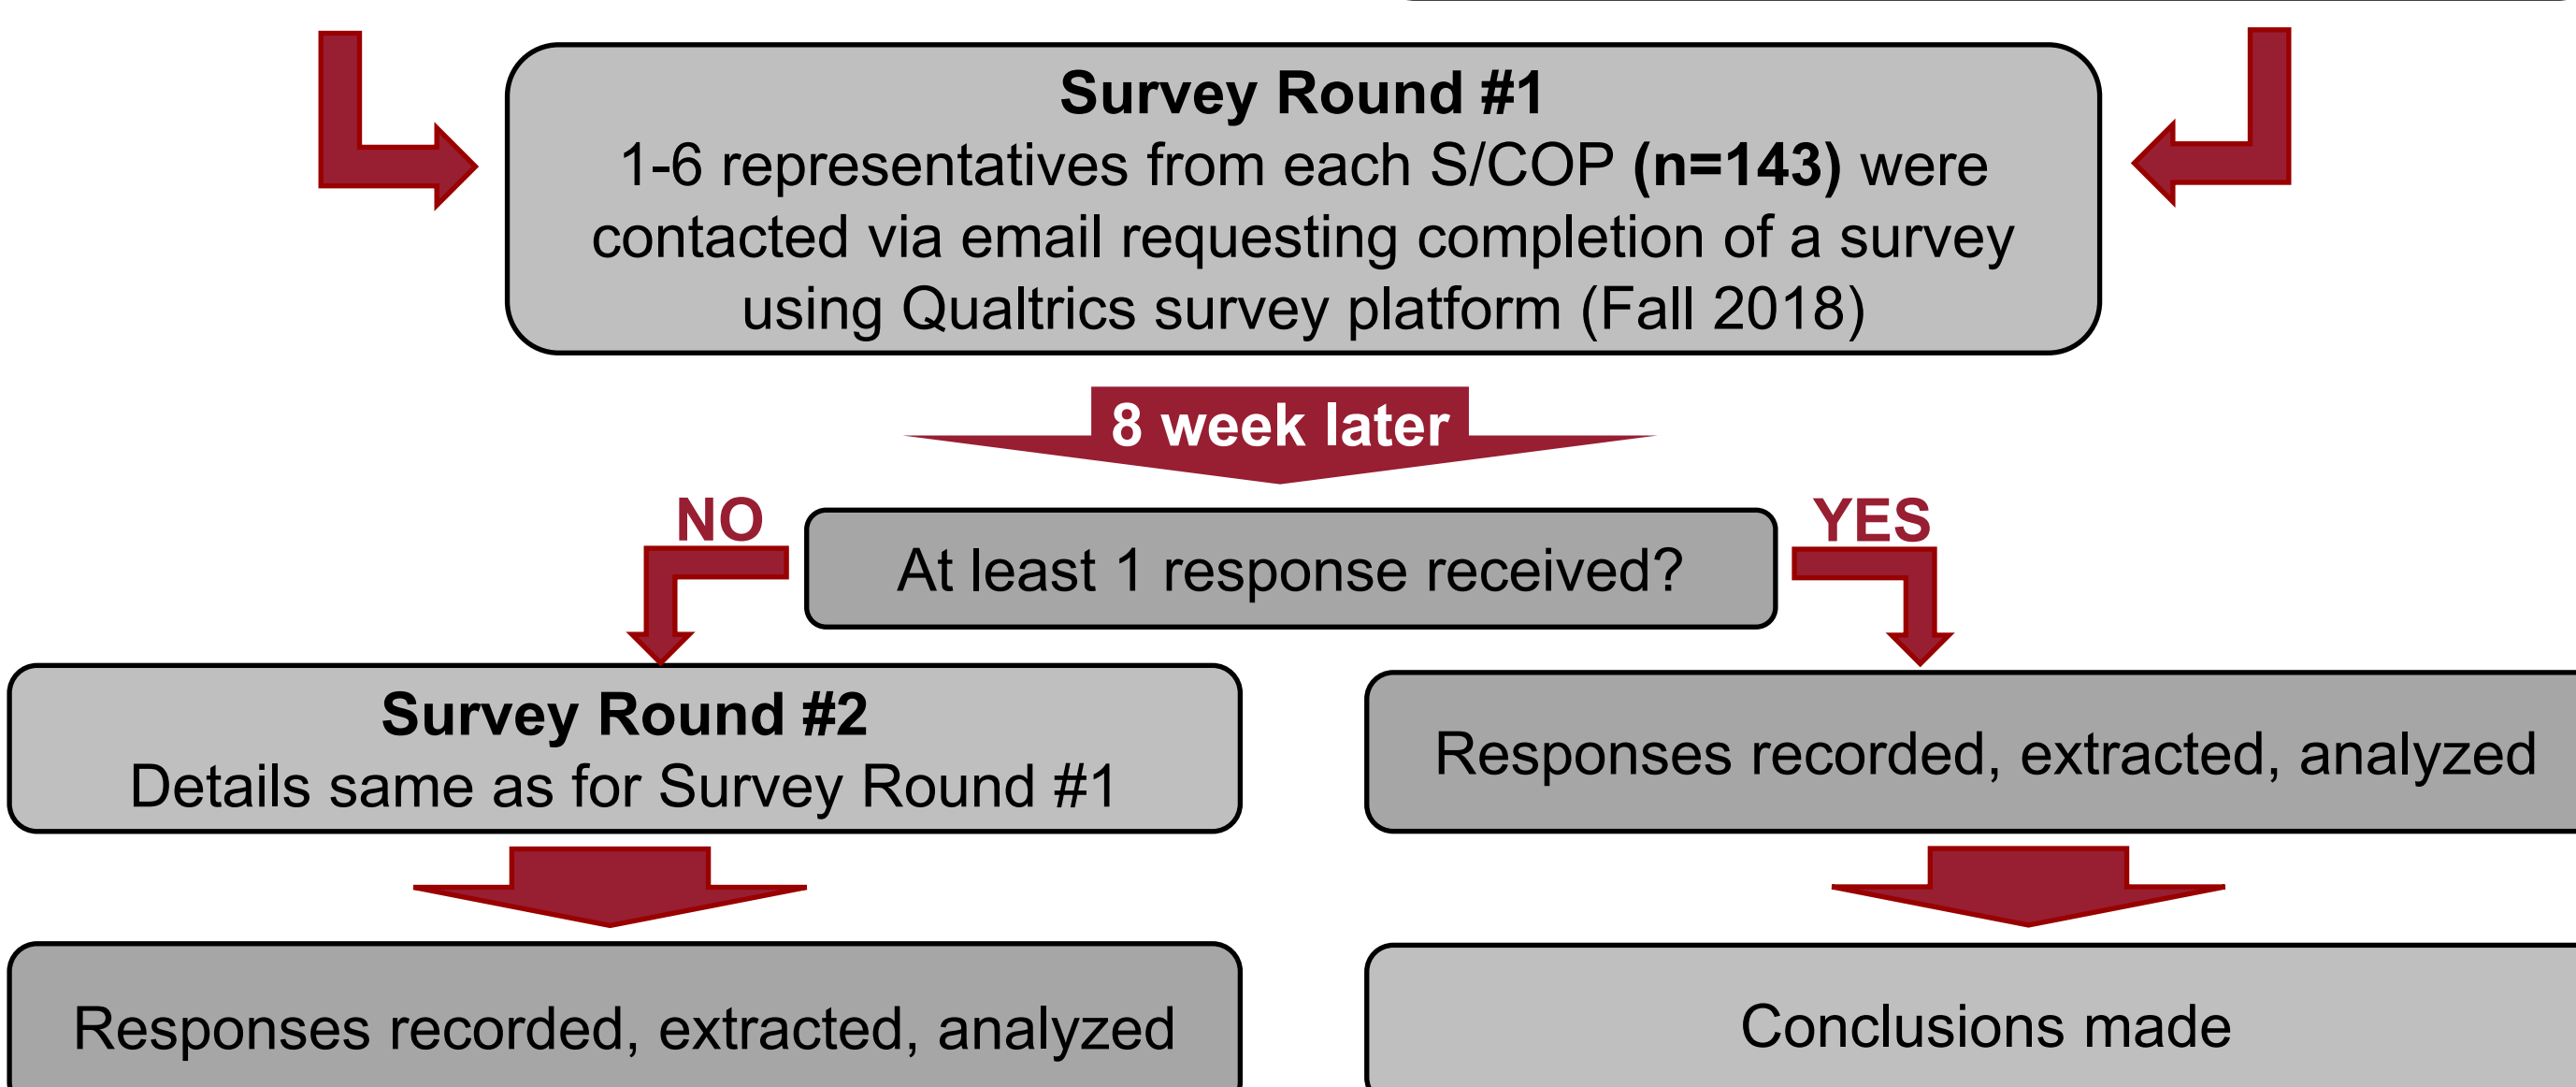 Survey Round #1
1-6 representatives from each S/COP (n=143) were
contacted via email requesting completion of a survey
using Qualtrics survey platform (Fall 2018)
8 week later
NO
At least 1 response received?
YES
Survey Round #2
Details same as for Survey Round #1
Responses recorded, extracted, analyzed
Responses recorded, extracted, analyzed
Conclusions made